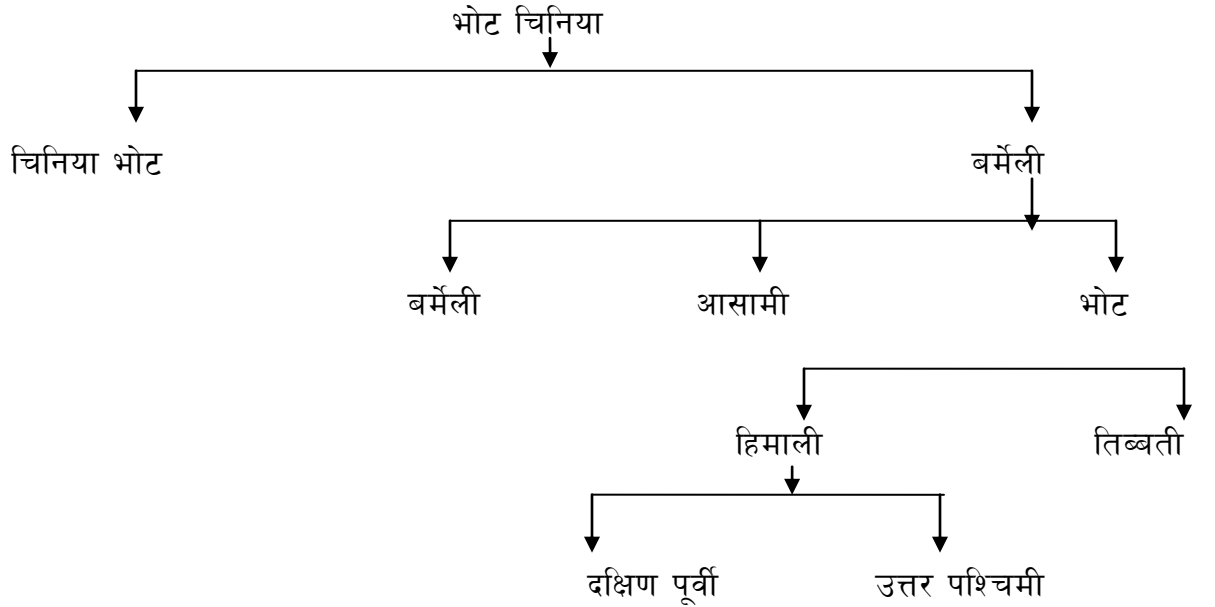 भोट चिनिया
चिनिया भोट बर्मेली
बर्मेली आसामी भोट
हिमाली तिब्बती
दक्षिण पूर्वी उत्तर पश्चिमी